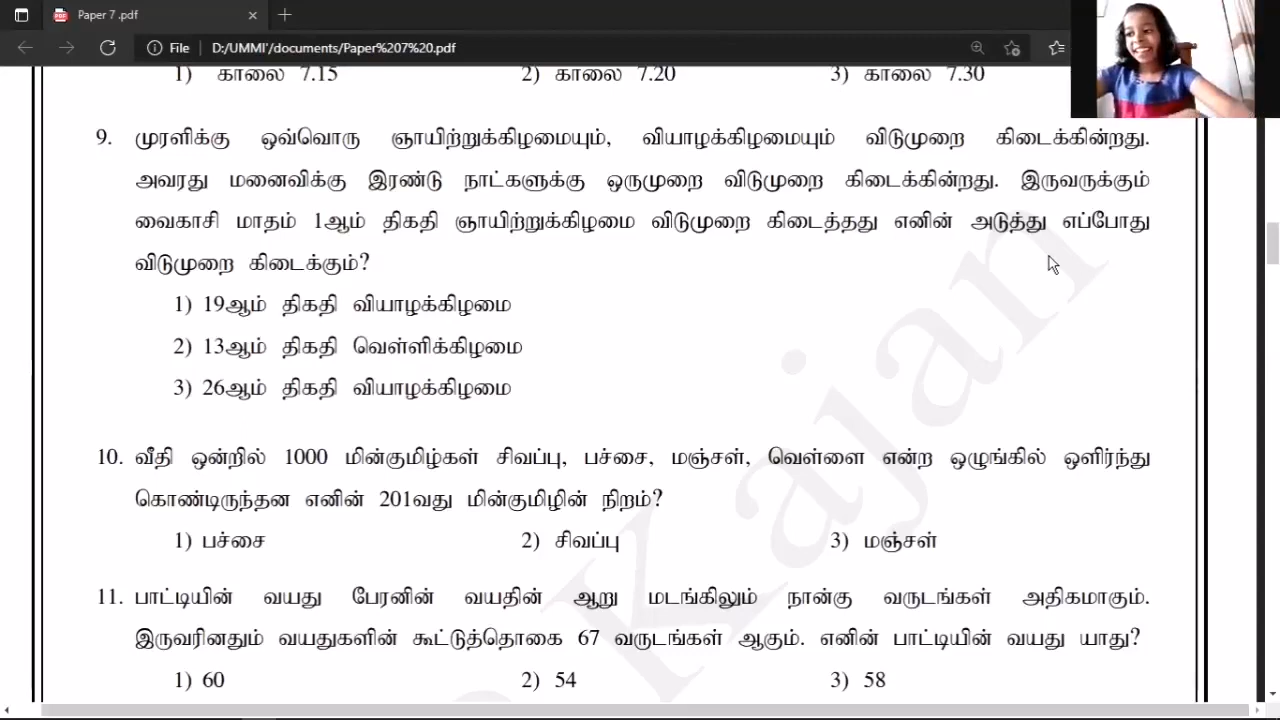 Paper 7 .pdf
File D:/UMMI'/documents/Paper%207%20.pdf
1) காலை 7.15 2) காலை 7.20 3) காலை 7.30
9. முரளிக்கு ஒவ்வொரு ஞாயிற்றுக்கிழமையும், வியாழக்கிழமையும் விடுமுறை கிடைக்கின்றது.
அவரது மனைவிக்கு இரண்டு நாட்களுக்கு ஒருமுறை விடுமுறை கிடைக்கின்றது. இருவருக்கும்
வைகாசி மாதம் 1ஆம் திகதி ஞாயிற்றுக்கிழமை விடுமுறை கிடைத்தது எனின் அடுத்து எப்போது
விடுமுறை கிடைக்கும்?
1) 19ஆம் திகதி வியாழக்கிழமை
2) 13ஆம் திகதி வெள்ளிக்கிழமை
3) 26ஆம் திகதி வியாழக்கிழமை
10. வீதி ஒன்றில் 1000 மின்குமிழ்கள் சிவப்பு, பச்சை, மஞ்சள், வெள்ளை என்ற ஒழுங்கில் ஒளிர்ந்து
கொண்டிருந்தன எனின் 201வது மின்குமிழின் நிறம்?
1) பச்சை 2) சிவப்பு 3) மஞ்சள்
11. பாட்டியின் வயது பேரனின் வயதின் ஆறு மடங்கிலும் நான்கு வருடங்கள் அதிகமாகும்.
இருவரினதும் வயதுகளின் கூட்டுத்தொகை 67 வருடங்கள் ஆகும். எனின் பாட்டியின் வயது யாது?
1) 60 2) 54 3) 58
Kajan